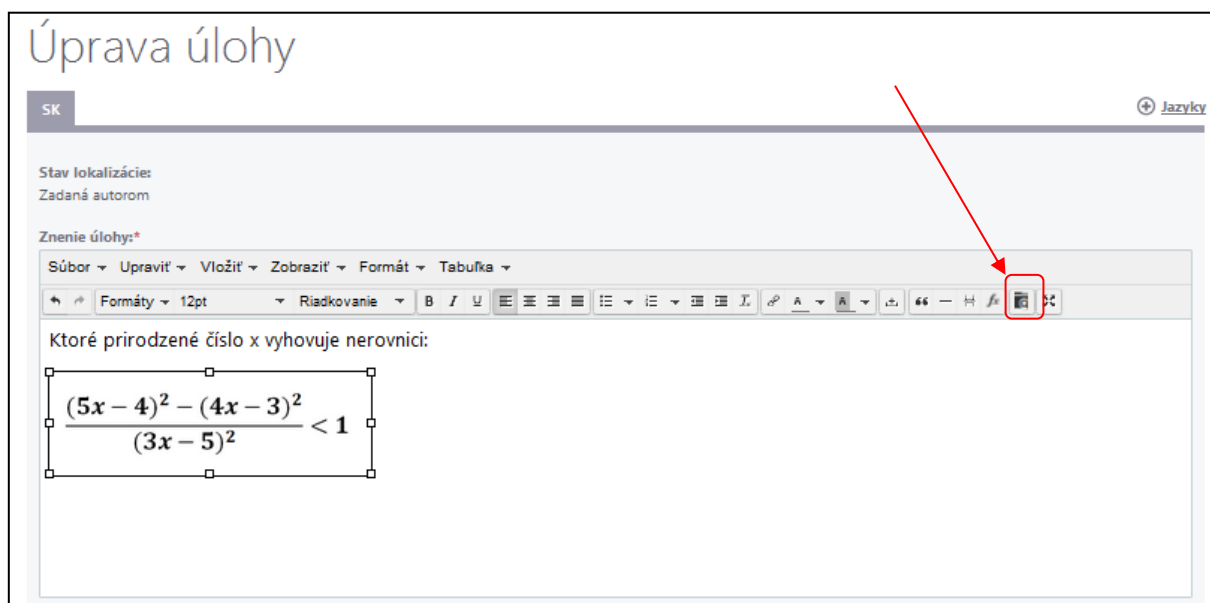 Úprava úlohy
SK
Jazyky
Stav lokalizácie:
Zadaná autorom
Znenie úlohy:*
Súbor Upraviť Vložiť Zobraziť Formát Tabuľka
Formáty 12pt Riadkovanie B I U A A fx
Ktoré prirodzené číslo x vyhovuje nerovnici:
(5x − 4)² − (4x − 3)²
< 1
(3x − 5)²